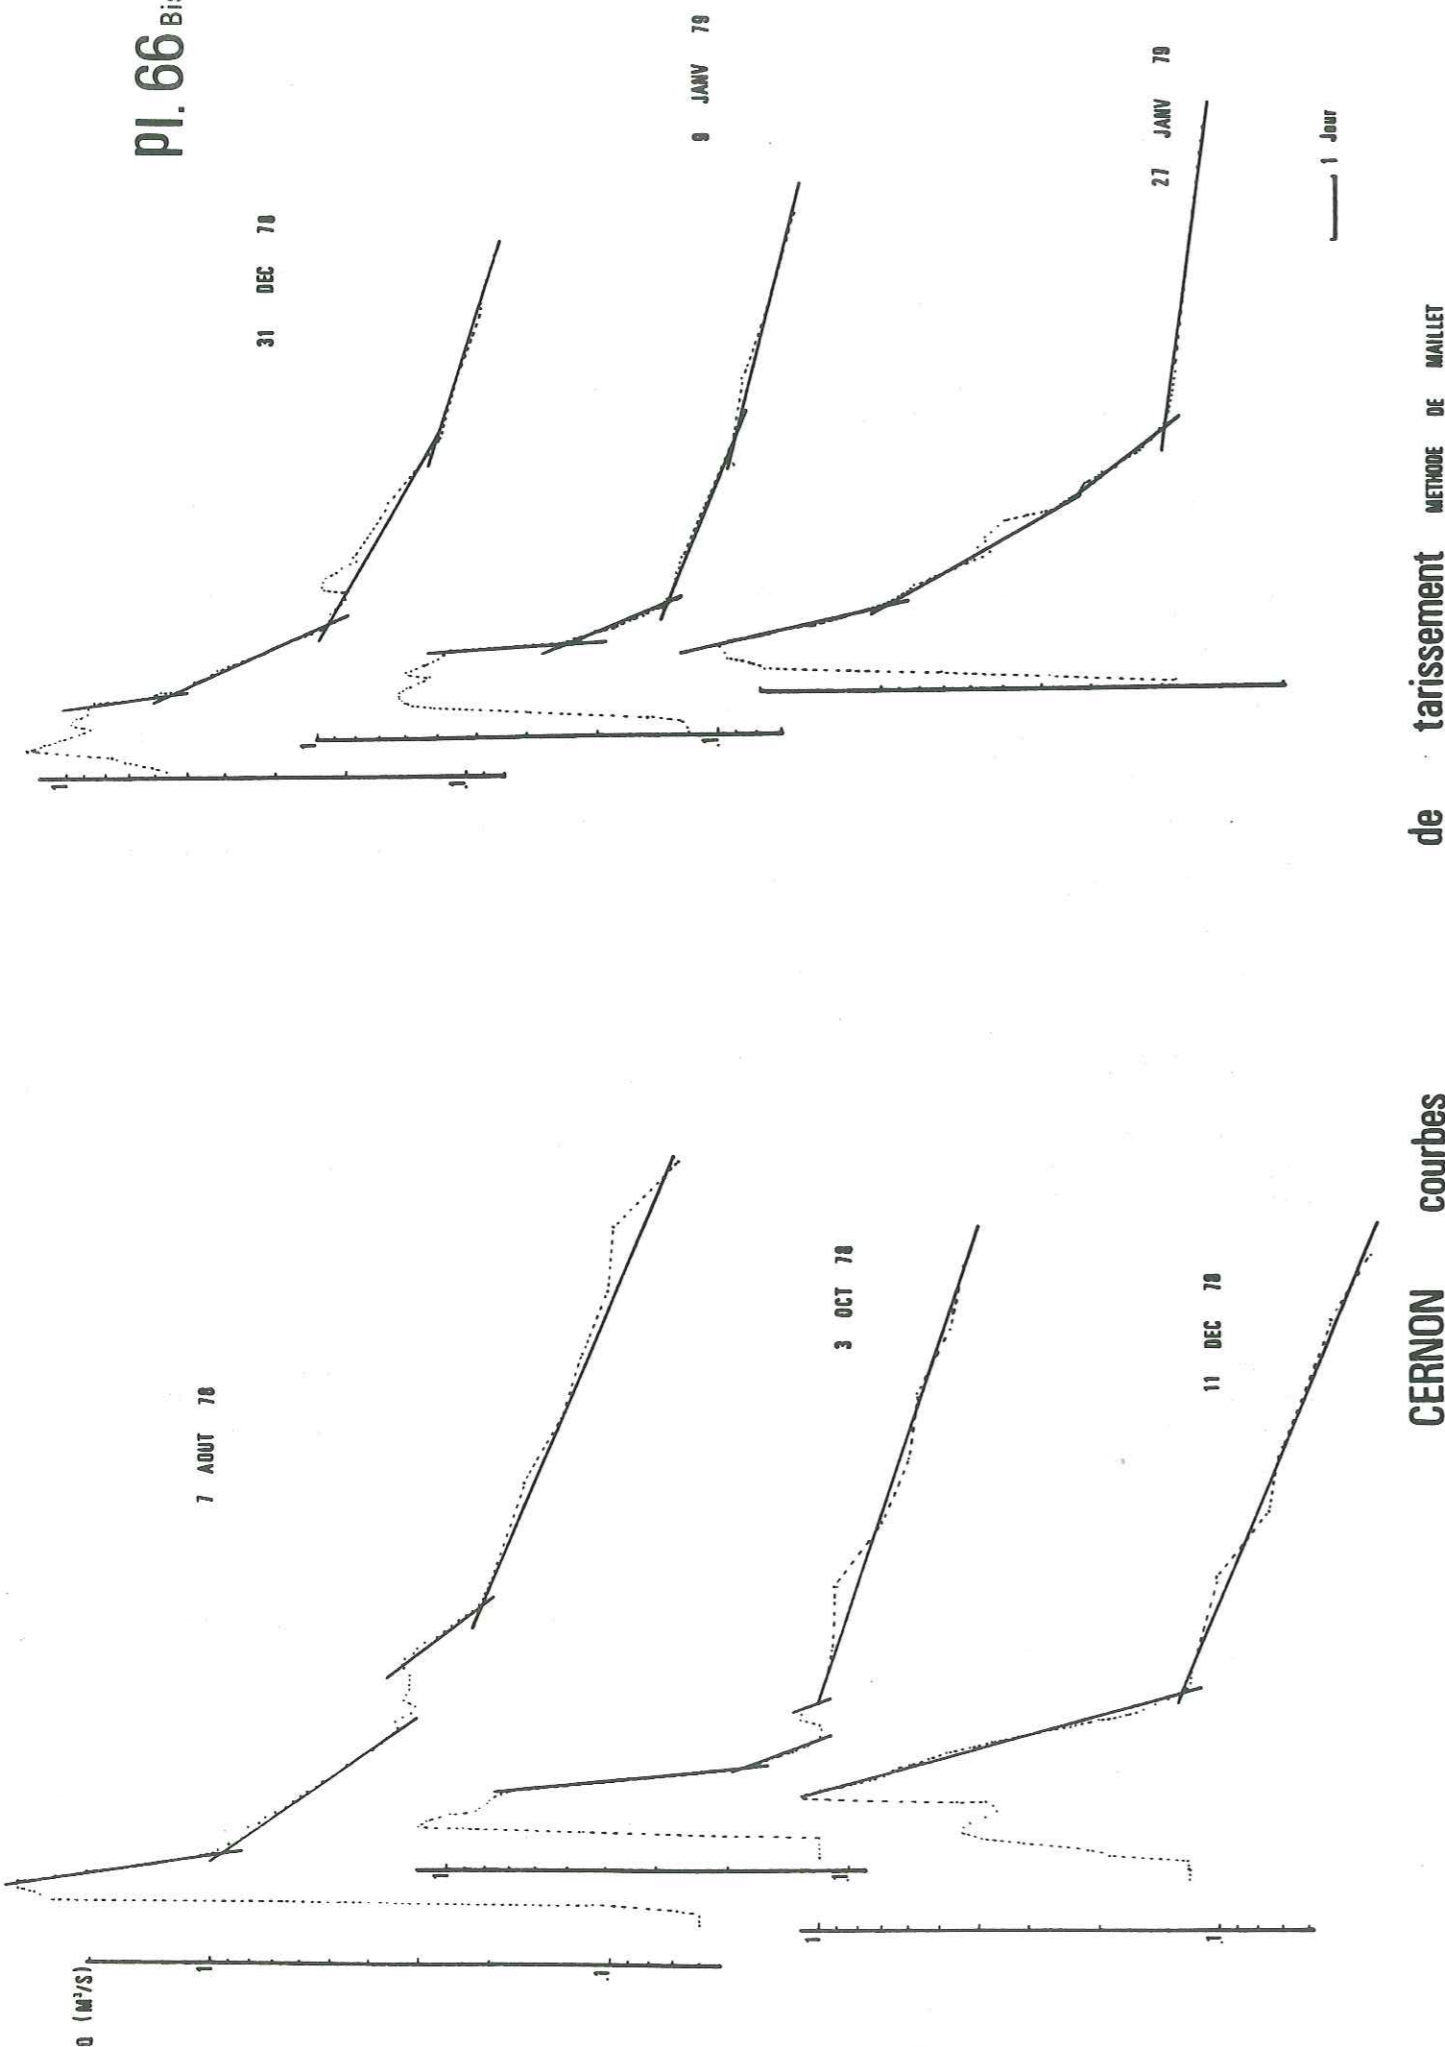 Pl. 66 Bis
Q (M³/S)
7 AOUT 78
1
.1
3 OCT 78
1
.1
11 DEC 78
1
.1
31 DEC 78
1
.1
9 JANV 79
1
.1
27 JANV 79
1 Jour
CERNON courbes de tarissement METHODE DE MAILLET